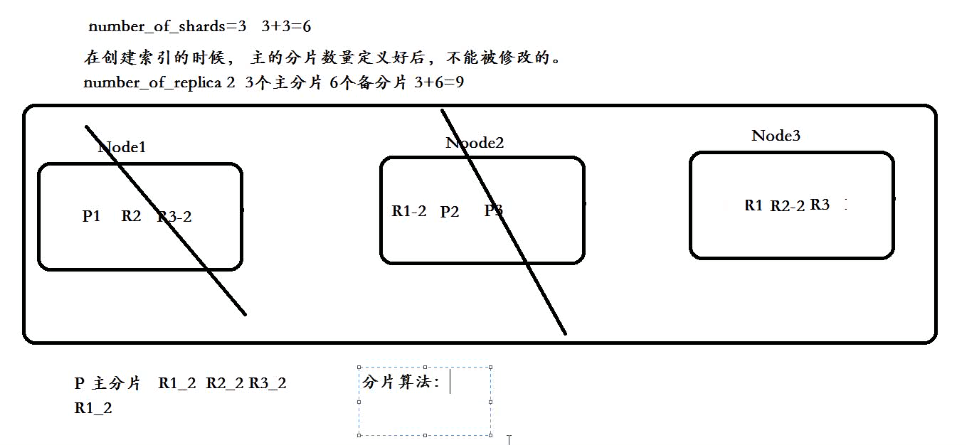 number_of_shards=3 3+3=6
在创建索引的时候，主的分片数量定义好后，不能被修改的。
number_of_replica 2 3个主分片 6个备分片 3+6=9
Node1
Noode2
Node3
P1 R2 R3-2
R1-2 P2 P3
R1 R2-2 R3
P 主分片 R1_2 R2_2 R3_2
R1_2
分片算法：